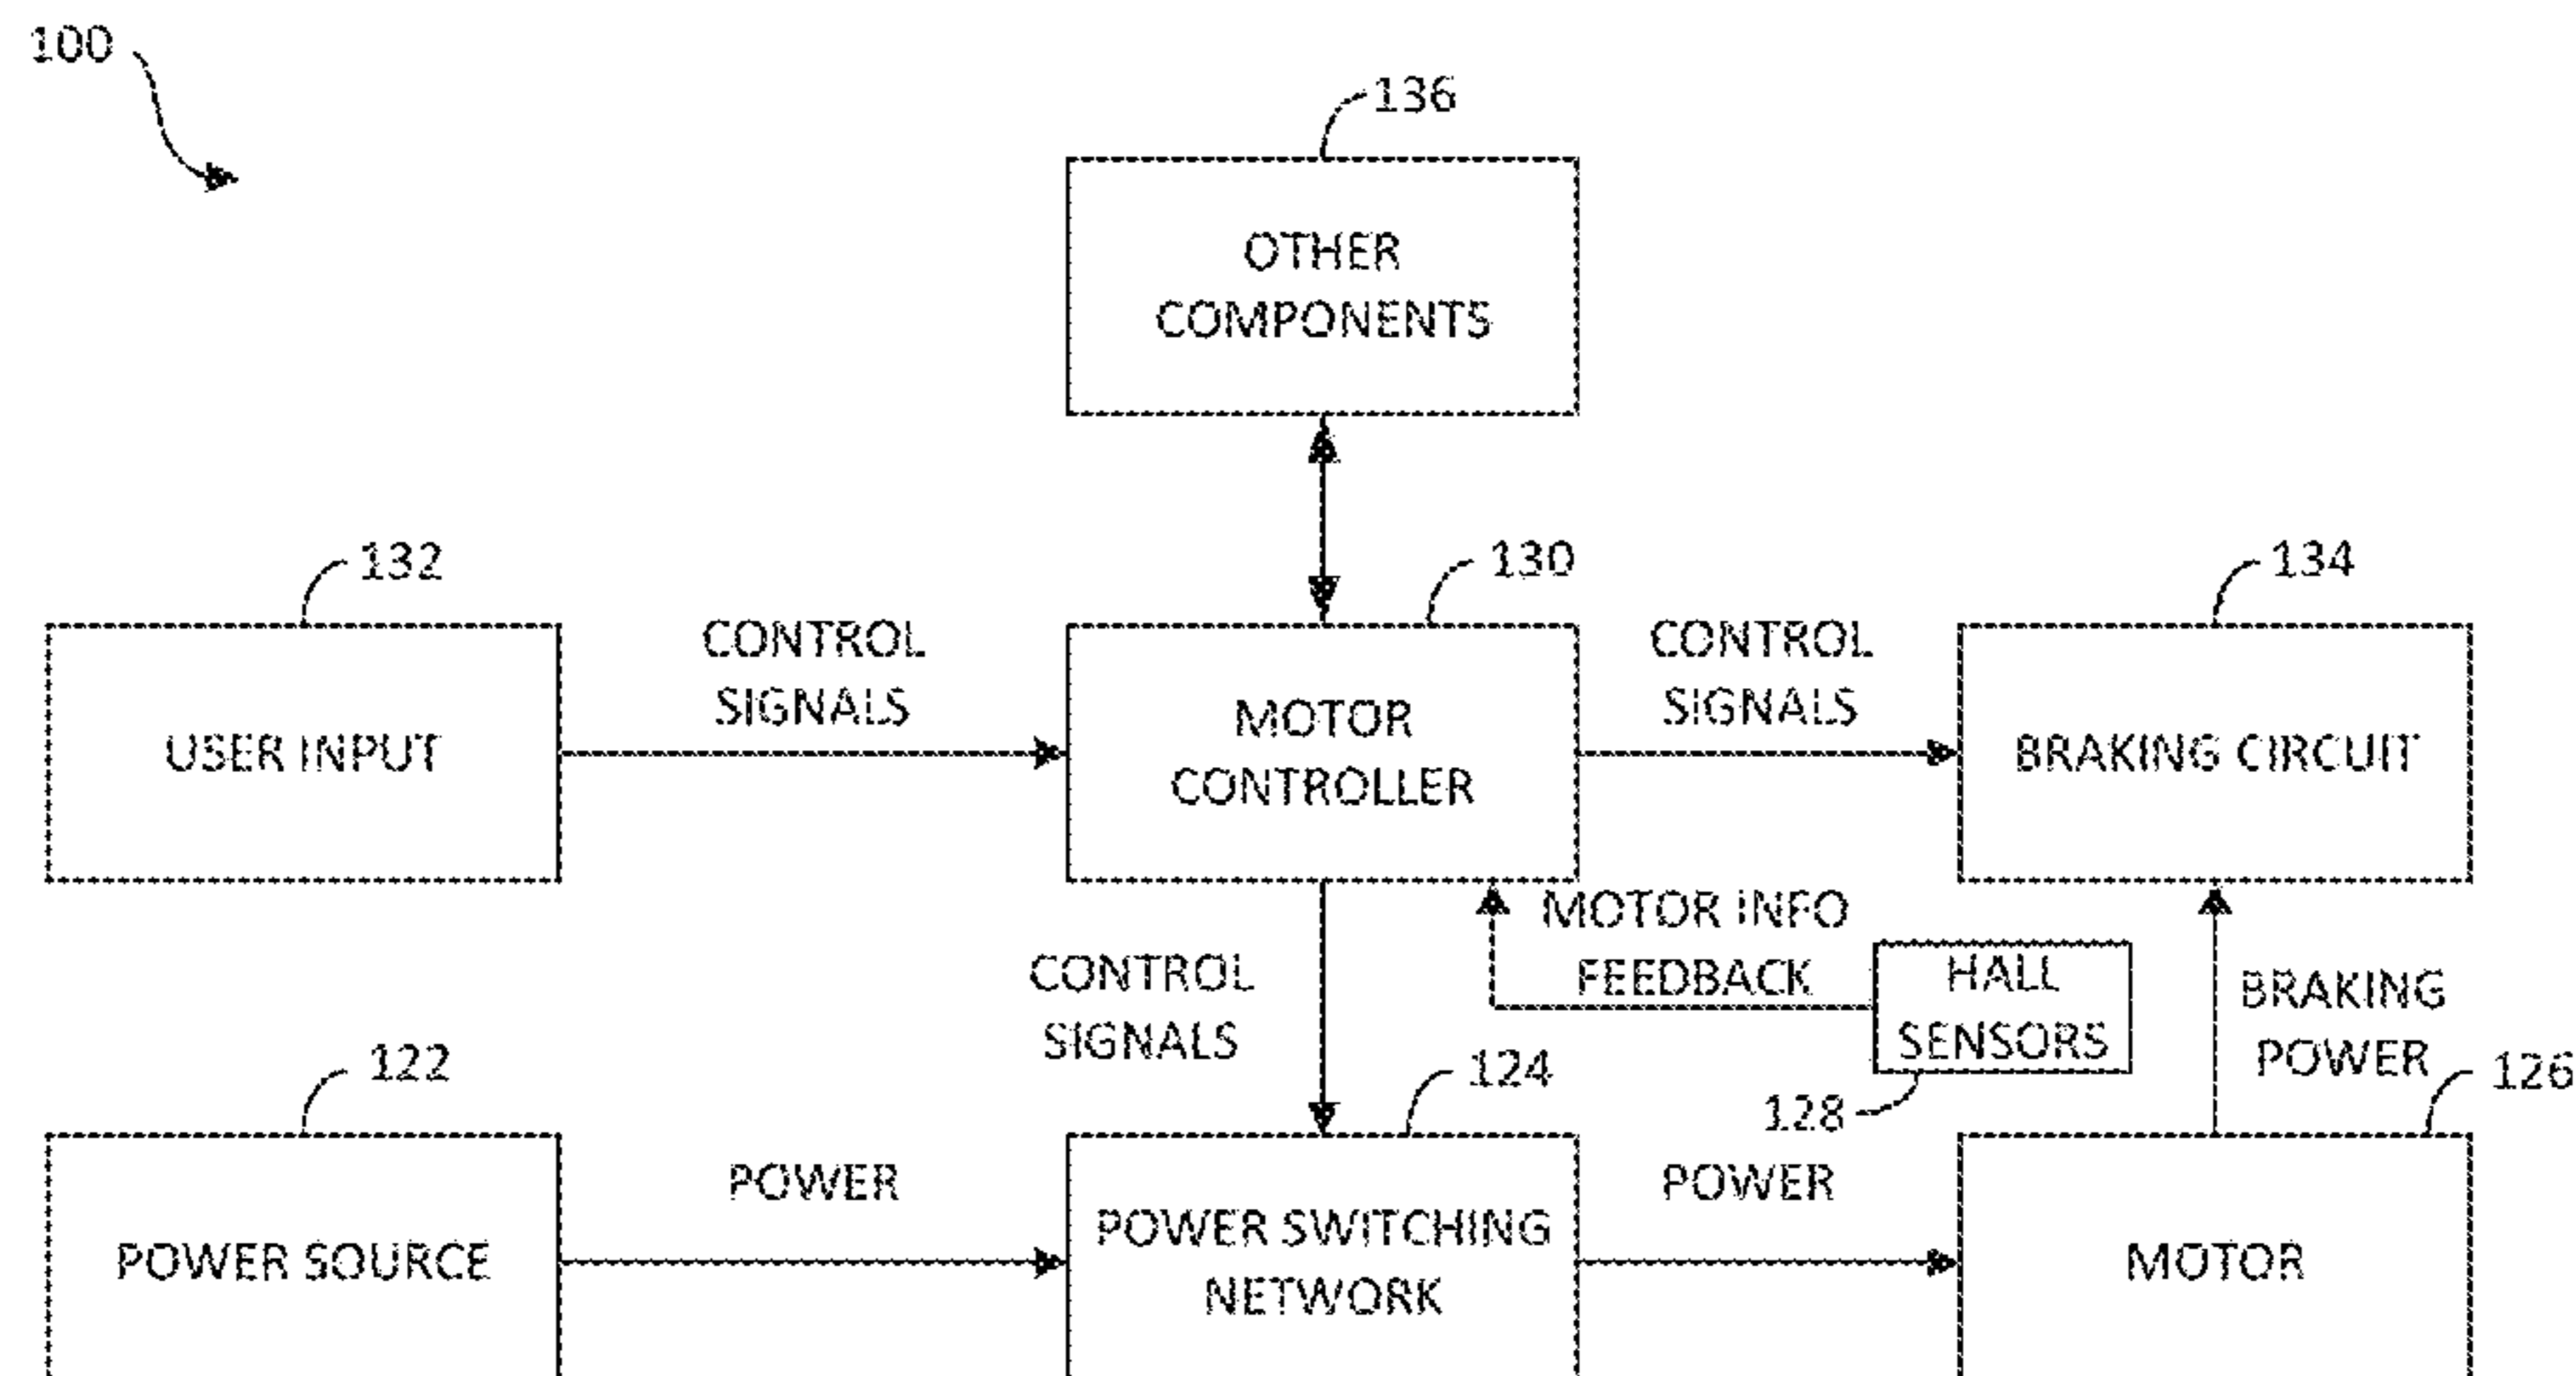 100
136
OTHER
COMPONENTS
132
130
134
CONTROL
SIGNALS
CONTROL
SIGNALS
USER INPUT
MOTOR
CONTROLLER
BRAKING CIRCUIT
MOTOR INFO
FEEDBACK
CONTROL
SIGNALS
HALL
SENSORS
BRAKING
POWER
122
124
128
126
POWER
POWER
POWER SOURCE
POWER SWITCHING
NETWORK
MOTOR